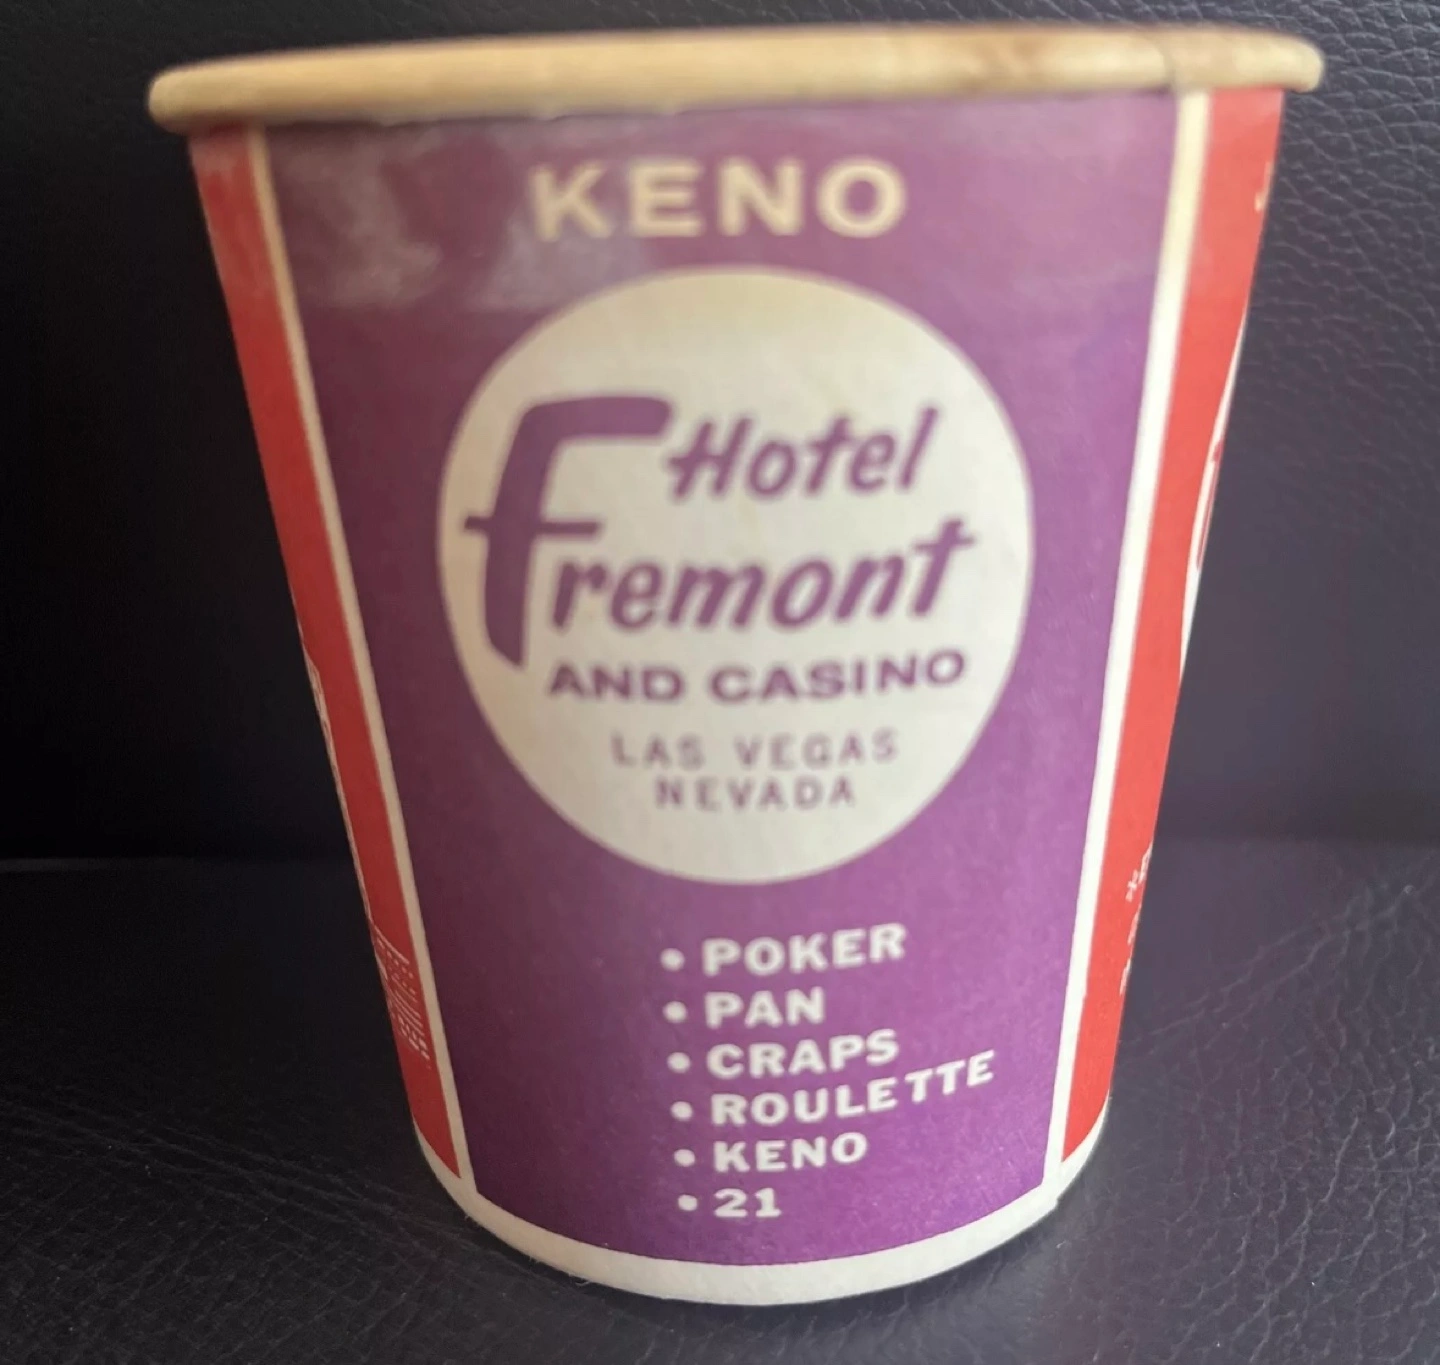 KENO
Hotel
Fremont
AND CASINO
LAS VEGAS
NEVADA
• POKER
• PAN
• CRAPS
• ROULETTE
• KENO
• 21